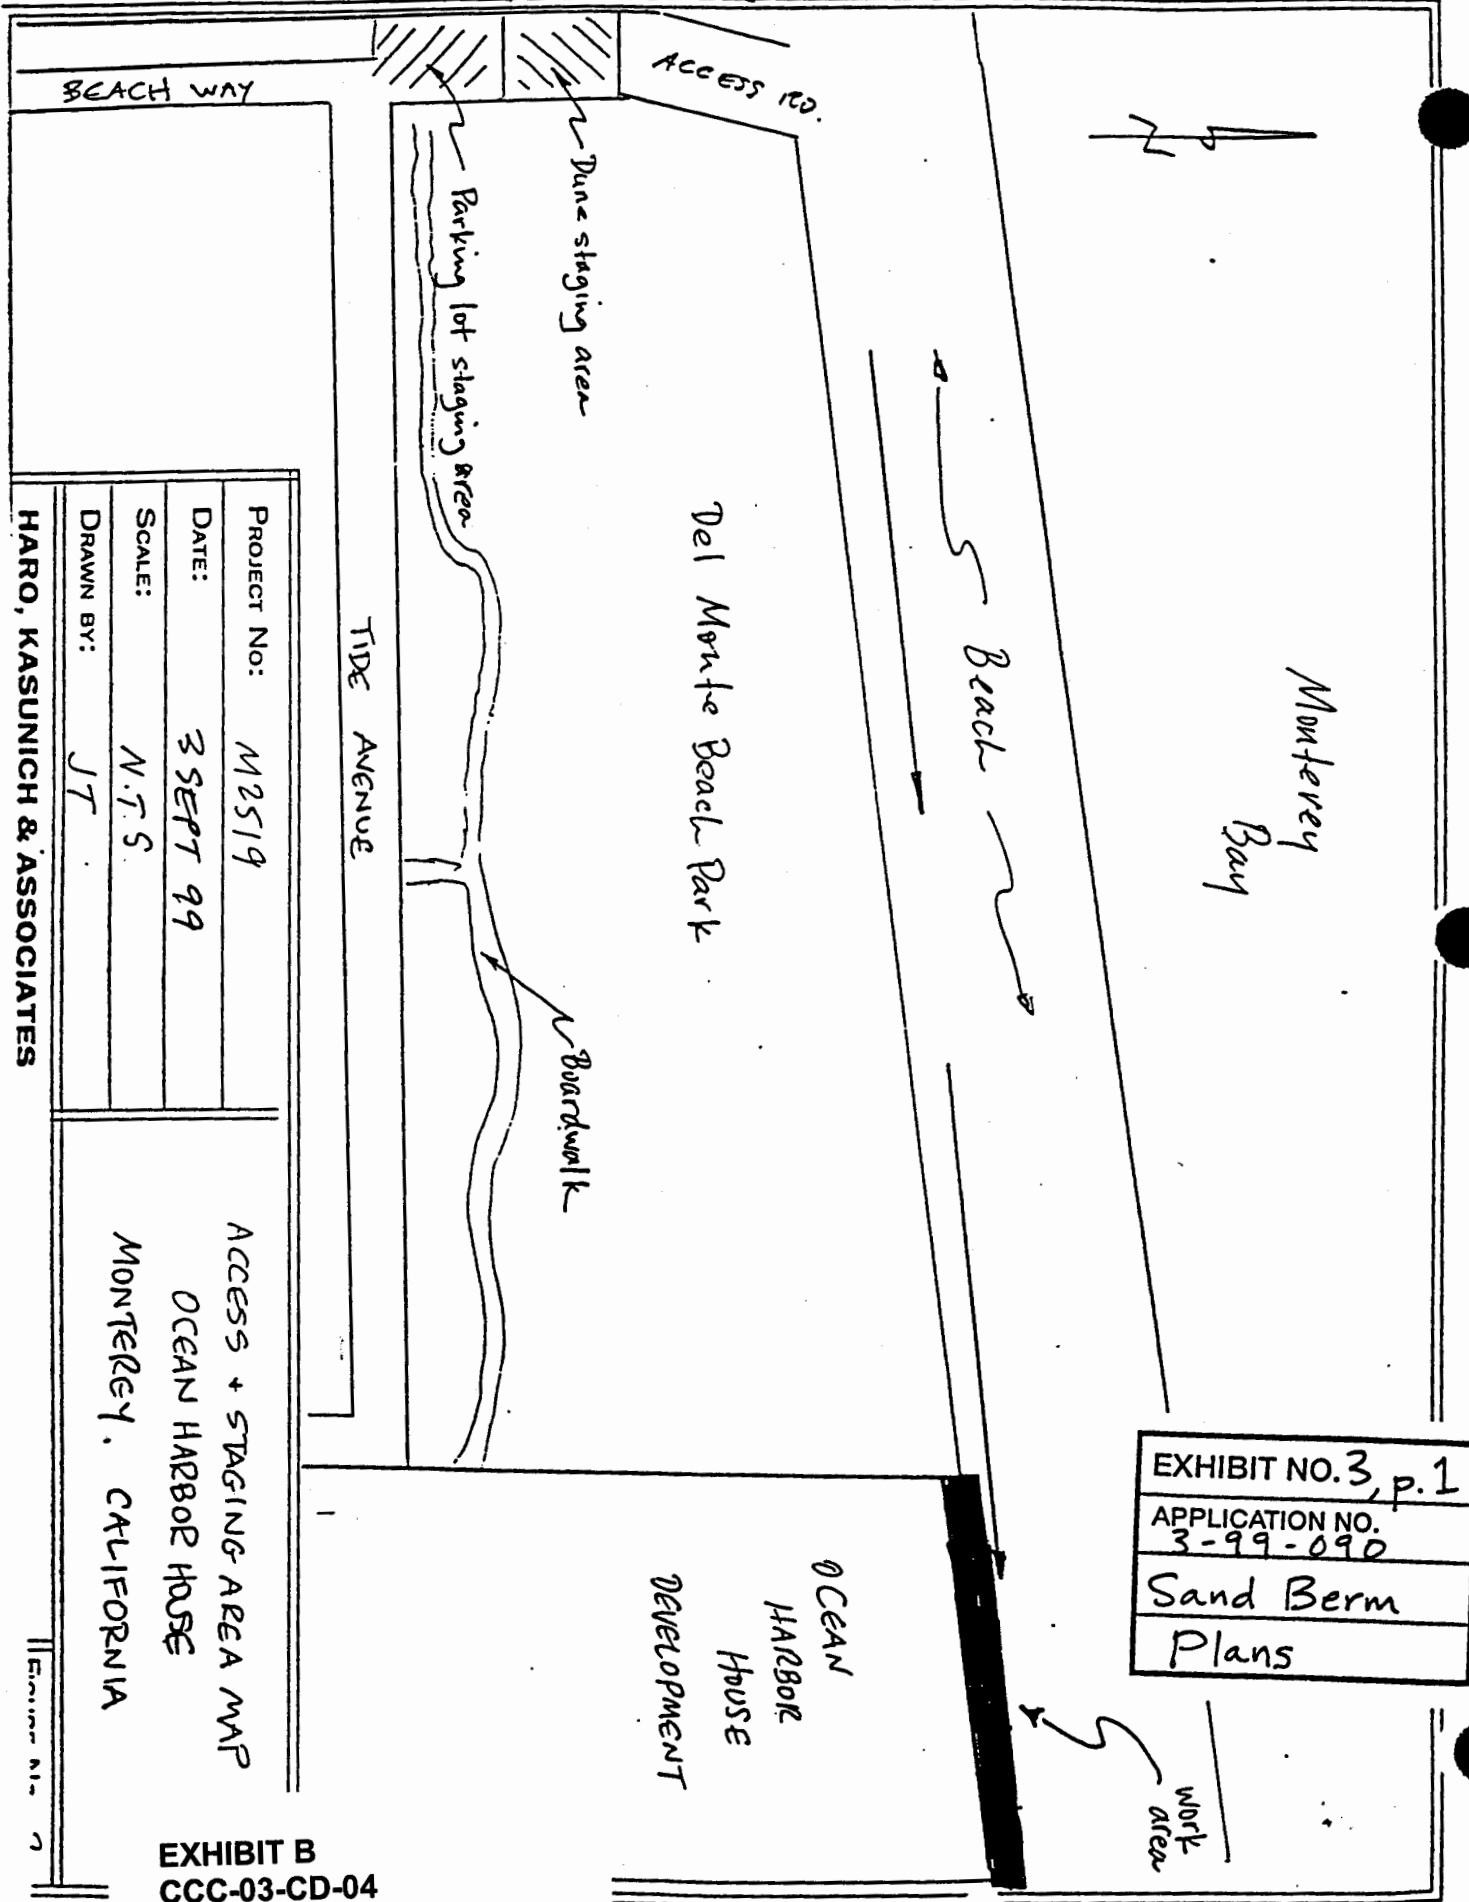 BEACH WAY
ACCESS RD.
N
Dune staging area
Parking lot staging area
Monterey
Bay
Beach
Del Monte Beach Park
TIDE AVENUE
Boardwalk
OCEAN
HARBOR
HOUSE
DEVELOPMENT
work
area
EXHIBIT NO. 3, p. 1
APPLICATION NO.
3-99-090
Sand Berm
Plans
PROJECT NO: M2519
DATE: 3 SEPT 99
SCALE: N.T.S.
DRAWN BY: JT
HARO, KASUNICH & ASSOCIATES
ACCESS + STAGING AREA MAP
OCEAN HARBOR HOUSE
MONTEREY. CALIFORNIA
EXHIBIT B
CCC-03-CD-04